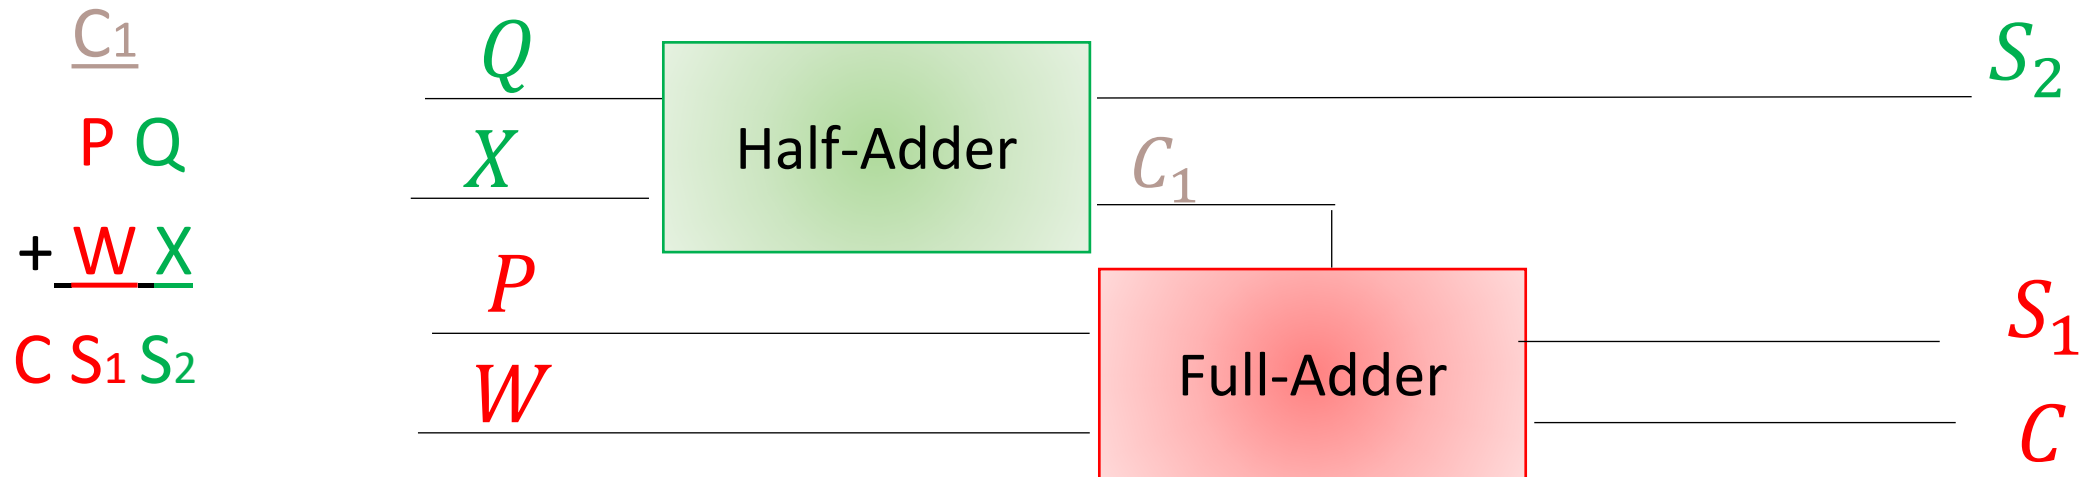 C1
P Q
+ W X
C S1 S2
Q
X
P
W
Half-Adder
C1
Full-Adder
S2
S1
C